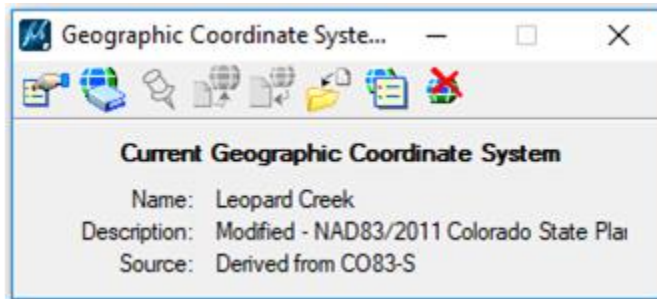 Geographic Coordinate Syste...
Current Geographic Coordinate System
Name: Leopard Creek
Description: Modified - NAD83/2011 Colorado State Plai
Source: Derived from CO83-S